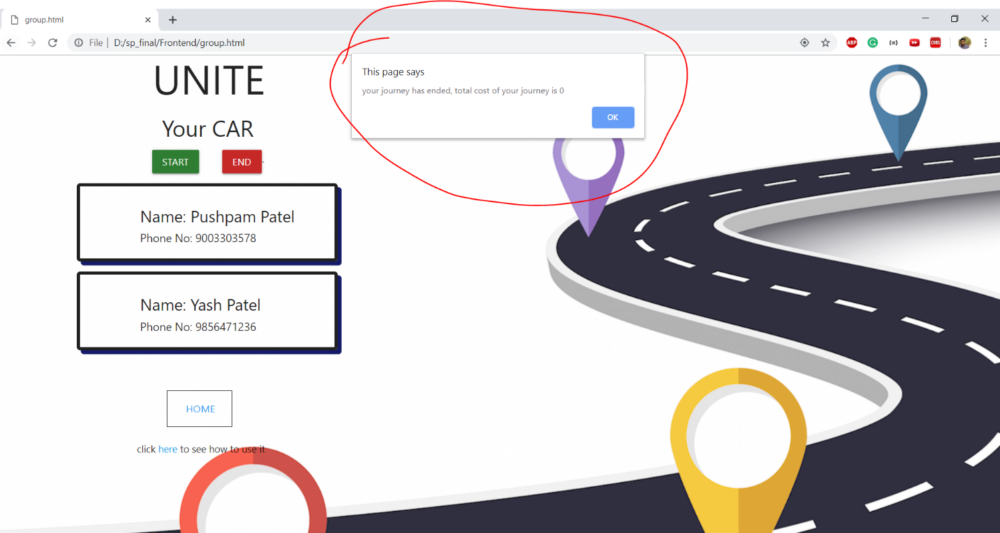 group.html
File | D:/sp_final/Frontend/group.html
ABP
G
CORS
This page says
your journey has ended, total cost of your journey is 0
OK
UNITE
Your CAR
START END `
Name: Pushpam Patel
Phone No: 9003303578
Name: Yash Patel
Phone No: 9856471236
HOME
click here to see how to use it